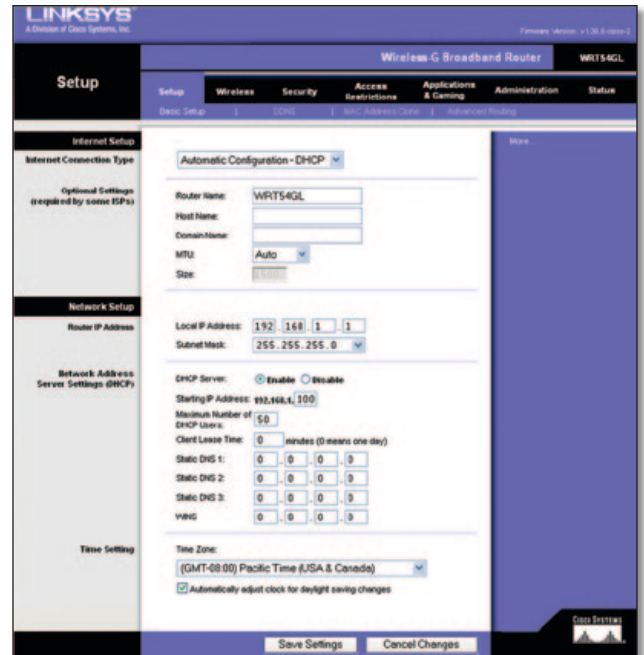 LINKSYS
A Division of Cisco Systems, Inc.
Wireless-G Broadband Router
WRT54GL
Setup
Setup
Wireless
Security
Access Restrictions
Applications & Gaming
Administration
Status
Basic Setup | DDNS | MAC Address Clone | Advanced Routing
Internet Setup
More...
Internet Connection Type
Automatic Configuration - DHCP
Optional Settings
(required by some ISPs)
Router Name: WRT54GL
Host Name:
Domain Name:
MTU: Auto
Size: 1500
Network Setup
Router IP Address
Local IP Address: 192 . 168 . 1 . 1
Subnet Mask: 255.255.255.0
Network Address
Server Settings (DHCP)
DHCP Server: Enable Disable
Starting IP Address: 192.168.1. 100
Maximum Number of
DHCP Users: 50
Client Lease Time: 0 minutes (0 means one day)
Static DNS 1: 0 . 0 . 0 . 0
Static DNS 2: 0 . 0 . 0 . 0
Static DNS 3: 0 . 0 . 0 . 0
WINS: 0 . 0 . 0 . 0
Time Setting
Time Zone:
(GMT-08:00) Pacific Time (USA & Canada)
Automatically adjust clock for daylight saving changes
CISCO SYSTEMS
Save Settings
Cancel Changes